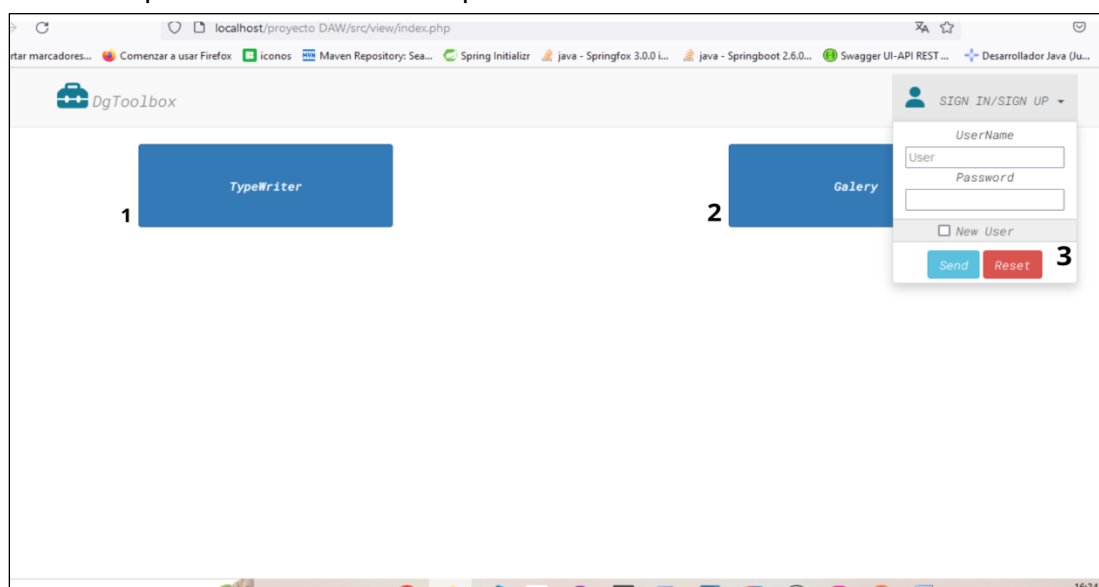 localhost/proyecto DAW/src/view/index.php
rtar marcadores... Comenzar a usar Firefox iconos Maven Repository: Sea... Spring Initializr java - Springfox 3.0.0 i... java - Springboot 2.6.0... Swagger UI-API REST ... Desarrollador Java (Ju...
DgToolbox SIGN IN/SIGN UP
UserName
User
Password
TypeWriter Galery
1 2
New User
3
Send Reset
16:24